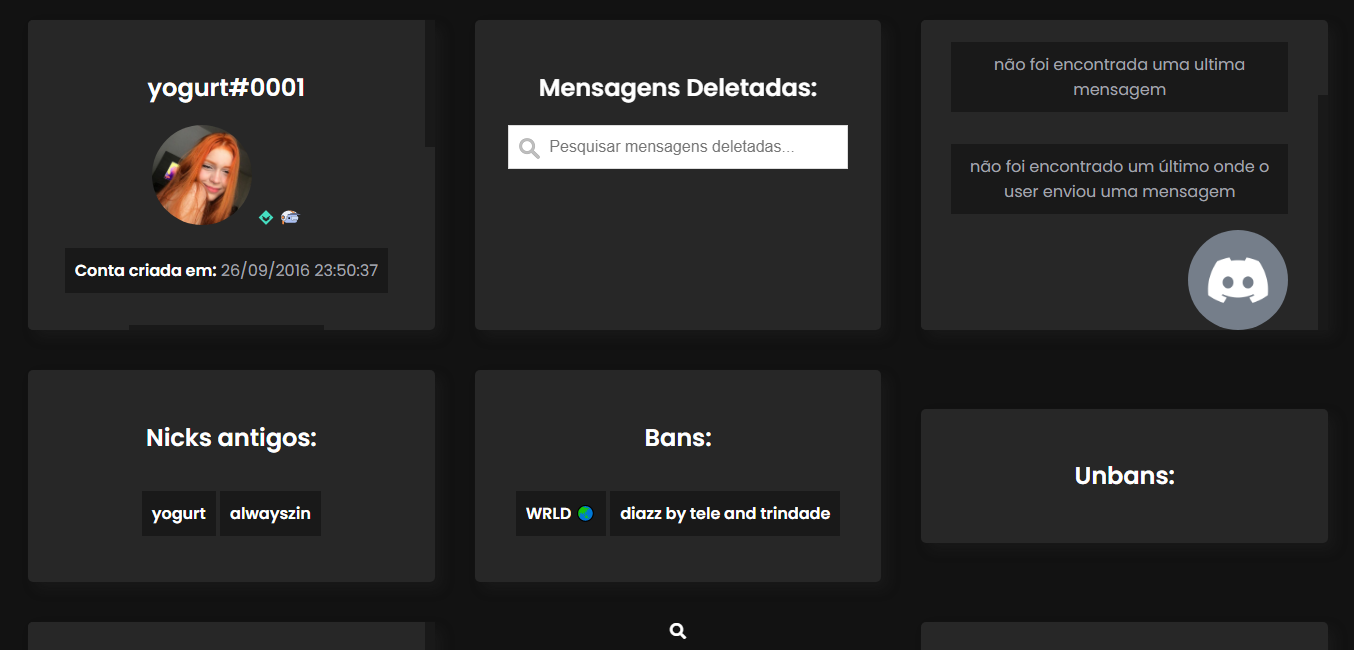 yogurt#0001
Conta criada em: 26/09/2016 23:50:37
Mensagens Deletadas:
Pesquisar mensagens deletadas...
não foi encontrada uma ultima
mensagem
não foi encontrado um último onde o
user enviou uma mensagem
Nicks antigos:
yogurt alwayszin
Bans:
WRLD 🌏 diazz by tele and trindade
Unbans: